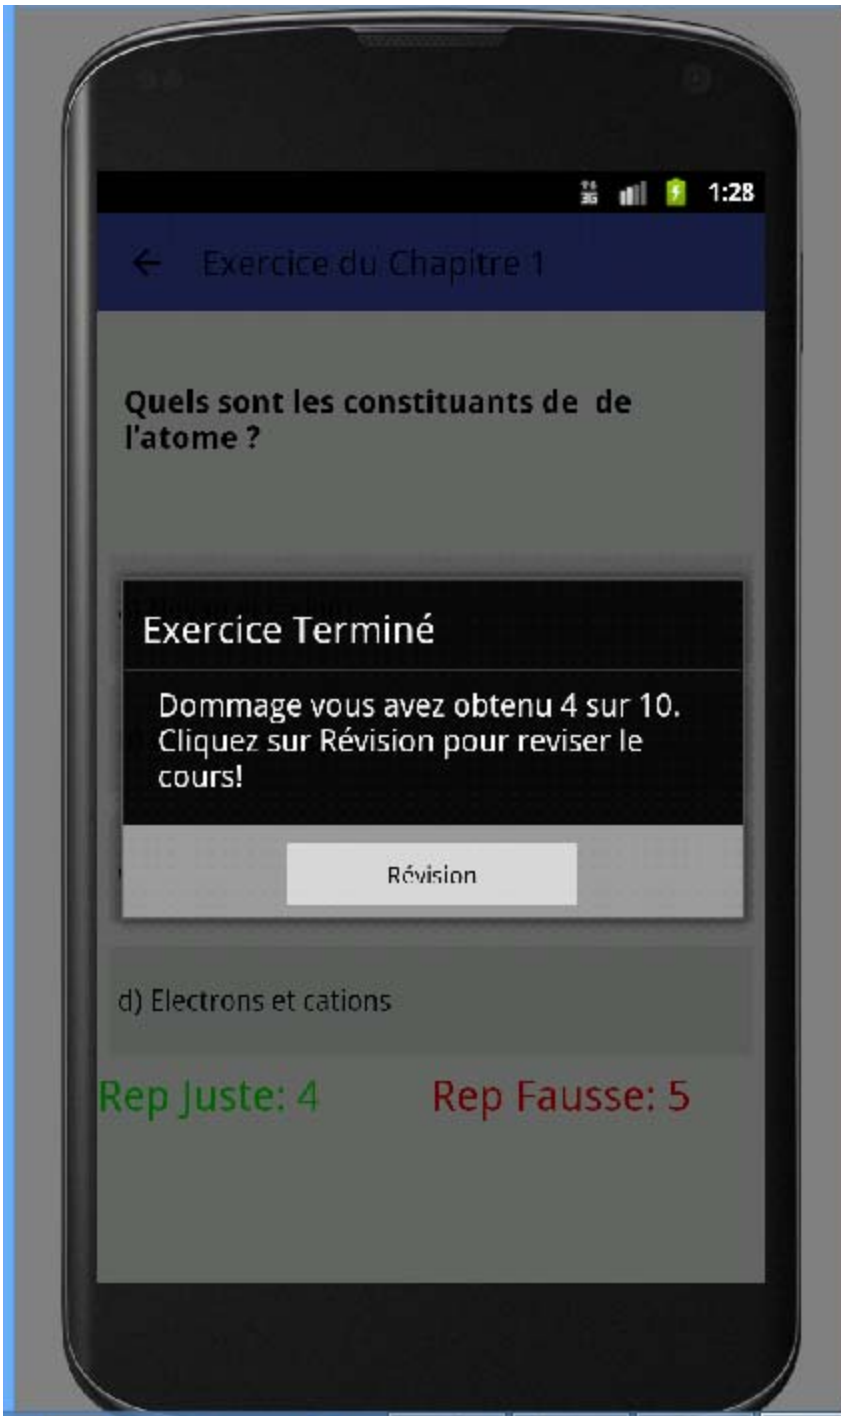 3G 1:28
Exercice du Chapitre 1
Quels sont les constituants de de
l'atome ?
Exercice Terminé
Dommage vous avez obtenu 4 sur 10.
Cliquez sur Révision pour reviser le
cours!
Révision
d) Electrons et cations
Rep Juste: 4 Rep Fausse: 5